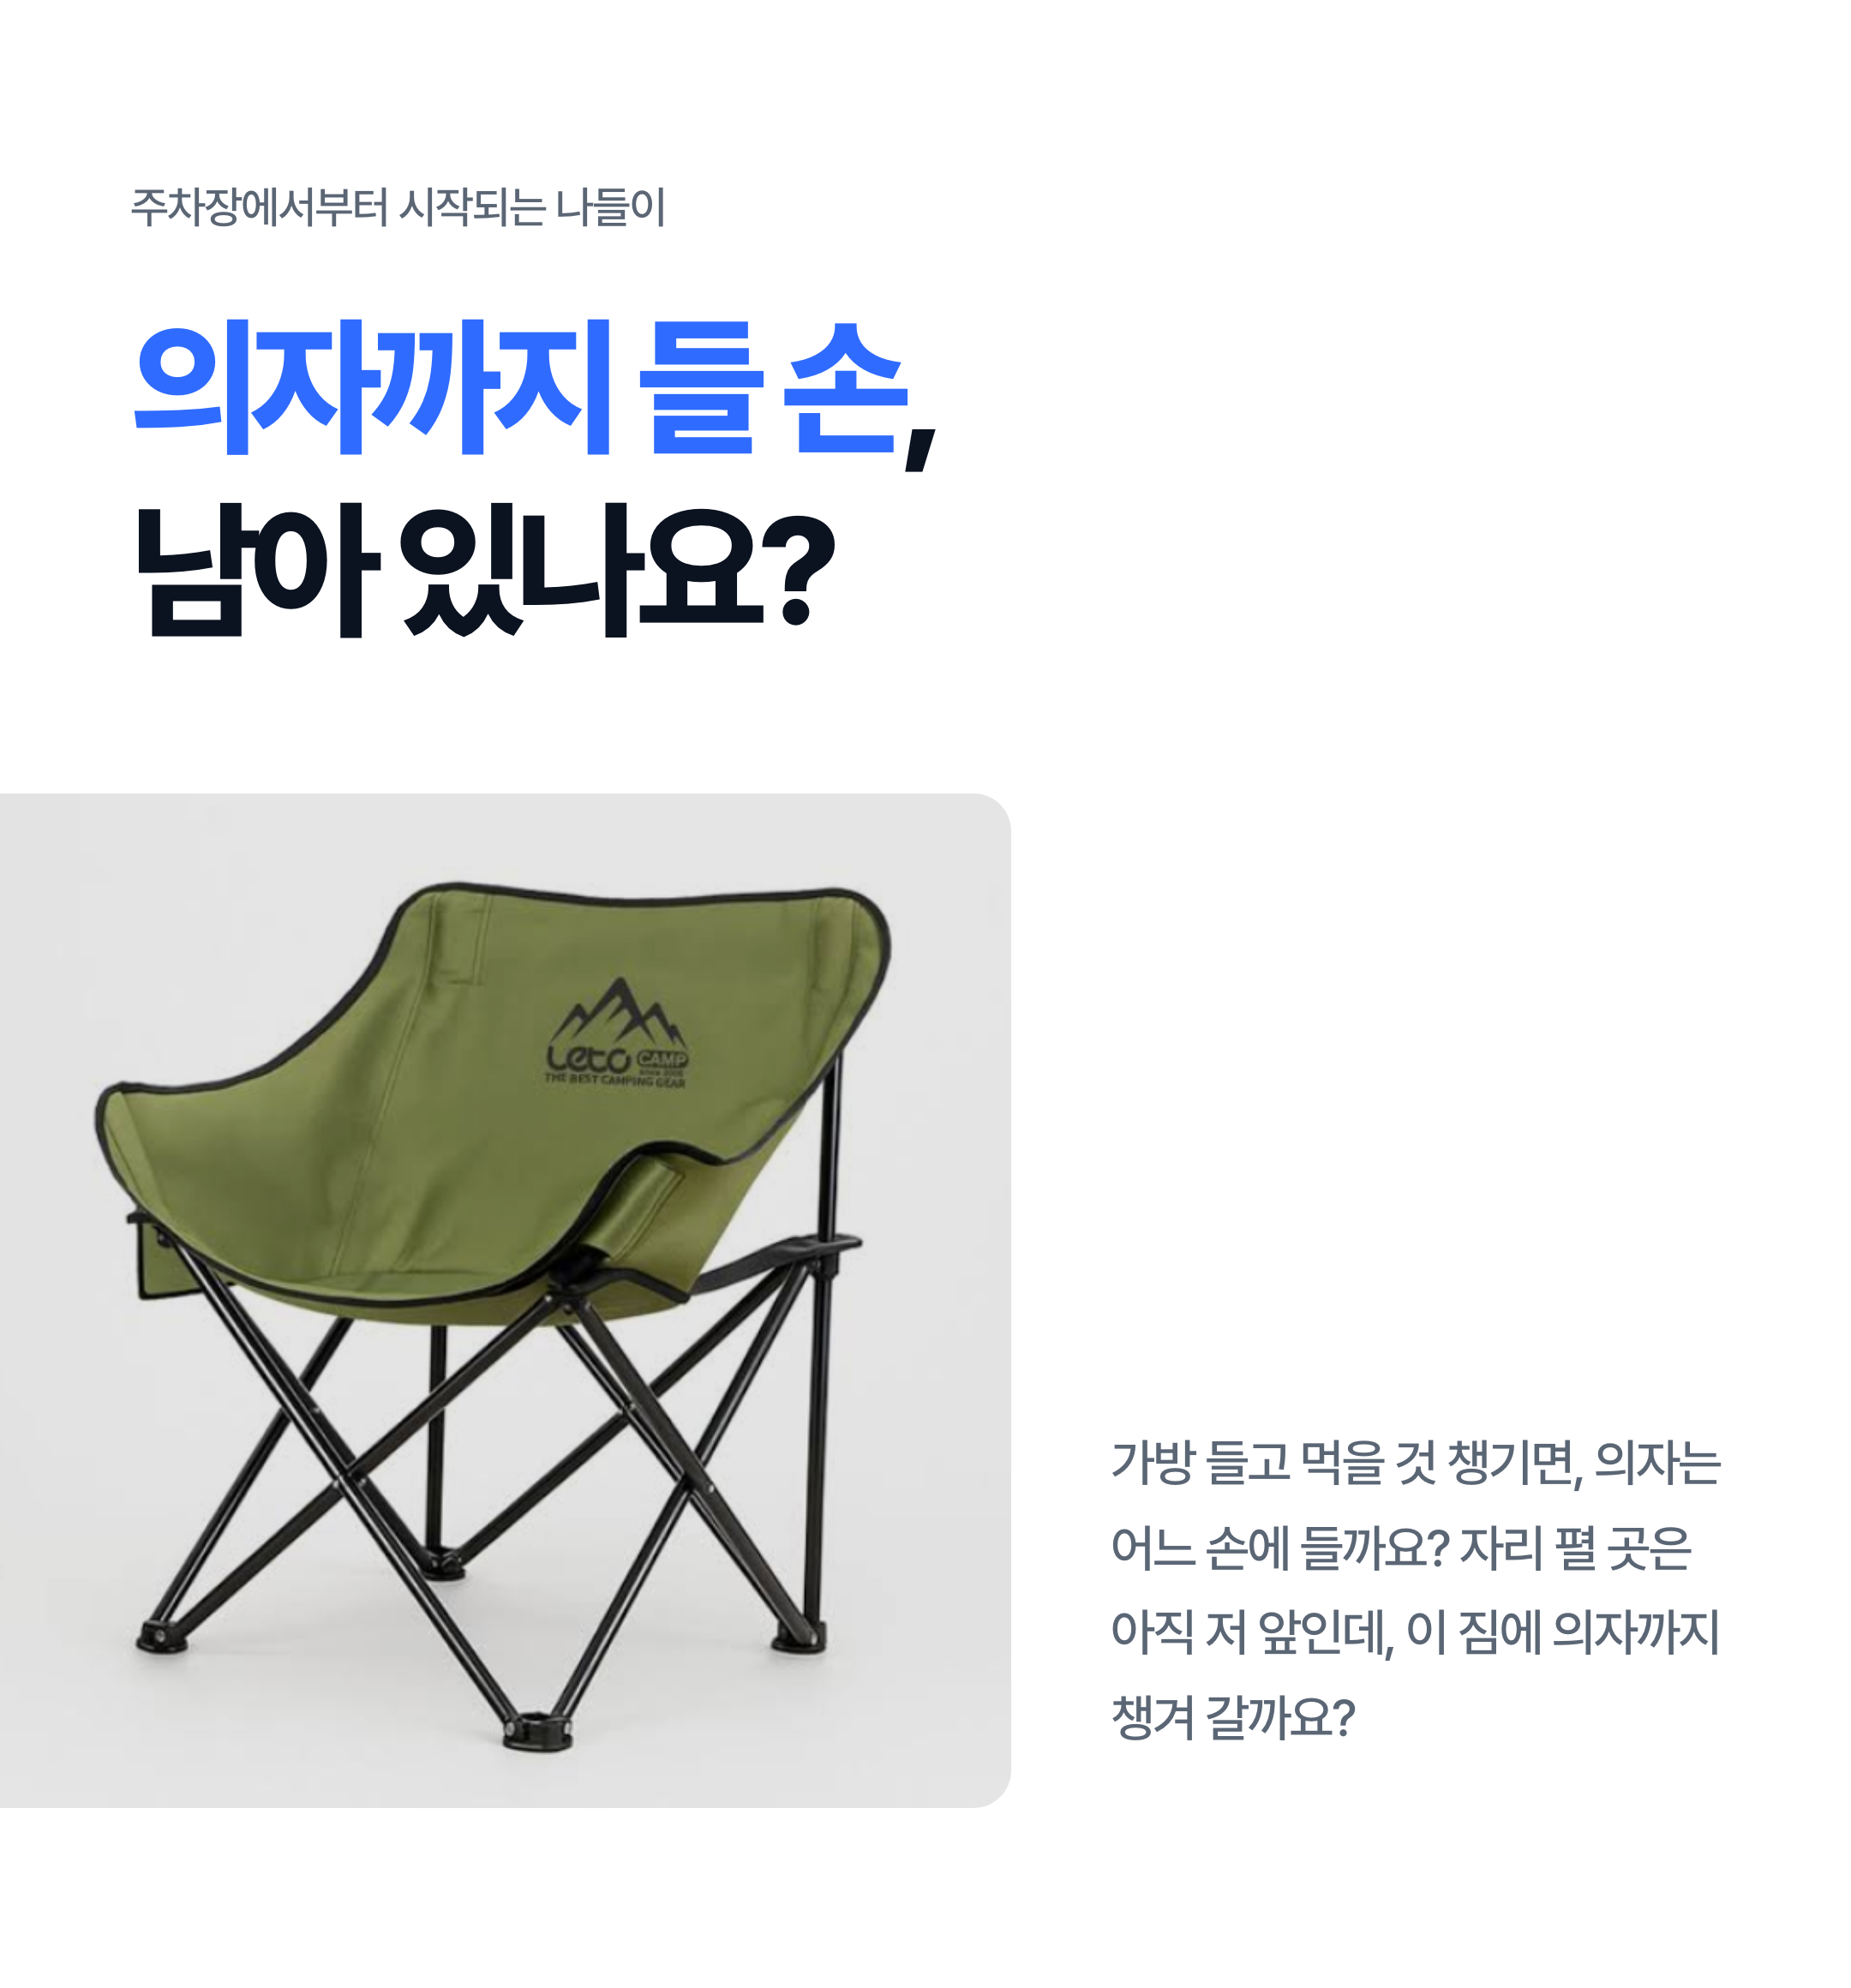 주차장에서부터 시작되는 나들이
의자까지 들 손,
남아 있나요?
Leto CAMP
THE BEST CAMPING GEAR
가방 들고 먹을 것 챙기면, 의자는
어느 손에 들까요? 자리 펼 곳은
아직 저 앞인데, 이 짐에 의자까지
챙겨 갈까요?